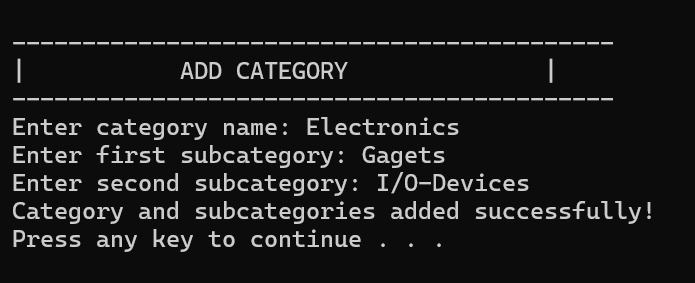 -------------------------------------------
|           ADD CATEGORY              |
-------------------------------------------
Enter category name: Electronics
Enter first subcategory: Gagets
Enter second subcategory: I/O-Devices
Category and subcategories added successfully!
Press any key to continue . . .